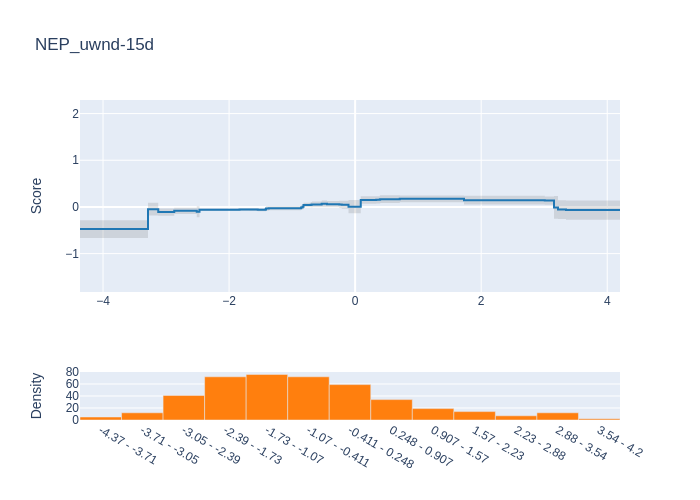 NEP_uwnd-15d
Score
2
1
0
−1
−4
−2
0
2
4
Density
80
60
40
20
0
-4.37 - -3.71
-3.71 - -3.05
-3.05 - -2.39
-2.39 - -1.73
-1.73 - -1.07
-1.07 - -0.411
-0.411 - 0.248
0.248 - 0.907
0.907 - 1.57
1.57 - 2.23
2.23 - 2.88
2.88 - 3.54
3.54 - 4.2